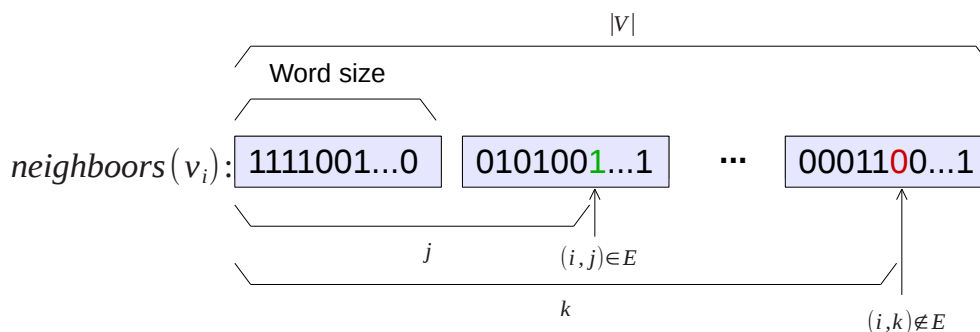 |V|
Word size
neighboors(v_i): 1111001...0 0101001...1 ... 0001100...1
j
(i,j)∈E
k
(i,k)∉E